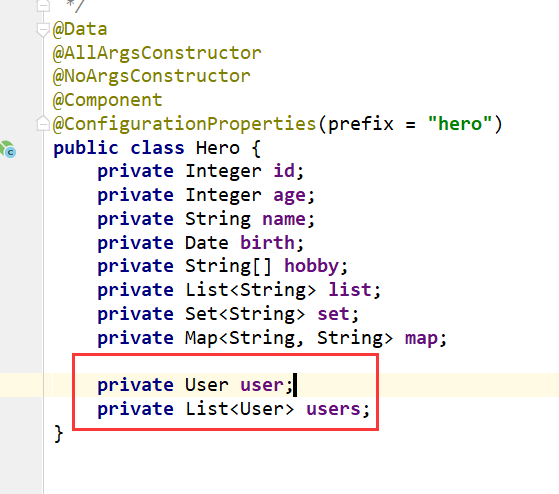 */
@Data
@AllArgsConstructor
@NoArgsConstructor
@Component
@ConfigurationProperties(prefix = "hero")
public class Hero {
    private Integer id;
    private Integer age;
    private String name;
    private Date birth;
    private String[] hobby;
    private List<String> list;
    private Set<String> set;
    private Map<String, String> map;
    private User user;
    private List<User> users;
}